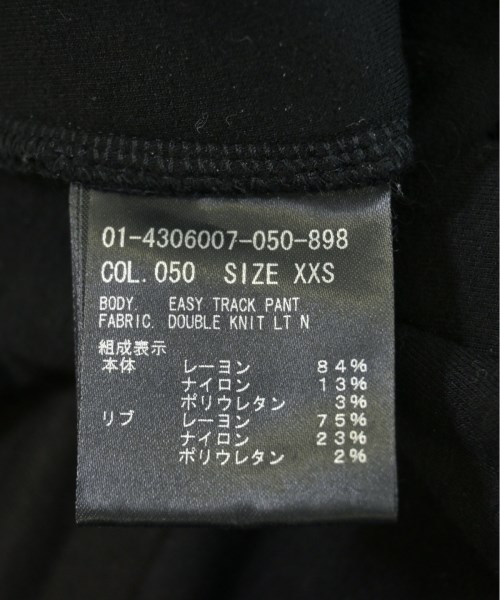 01-4306007-050-898
COL. 050 SIZE XXS
BODY. EASY TRACK PANT
FABRIC. DOUBLE KNIT LT N
組成表示
本体 レーヨン 84%
ナイロン 13%
ポリウレタン 3%
リブ レーヨン 75%
ナイロン 23%
ポリウレタン 2%